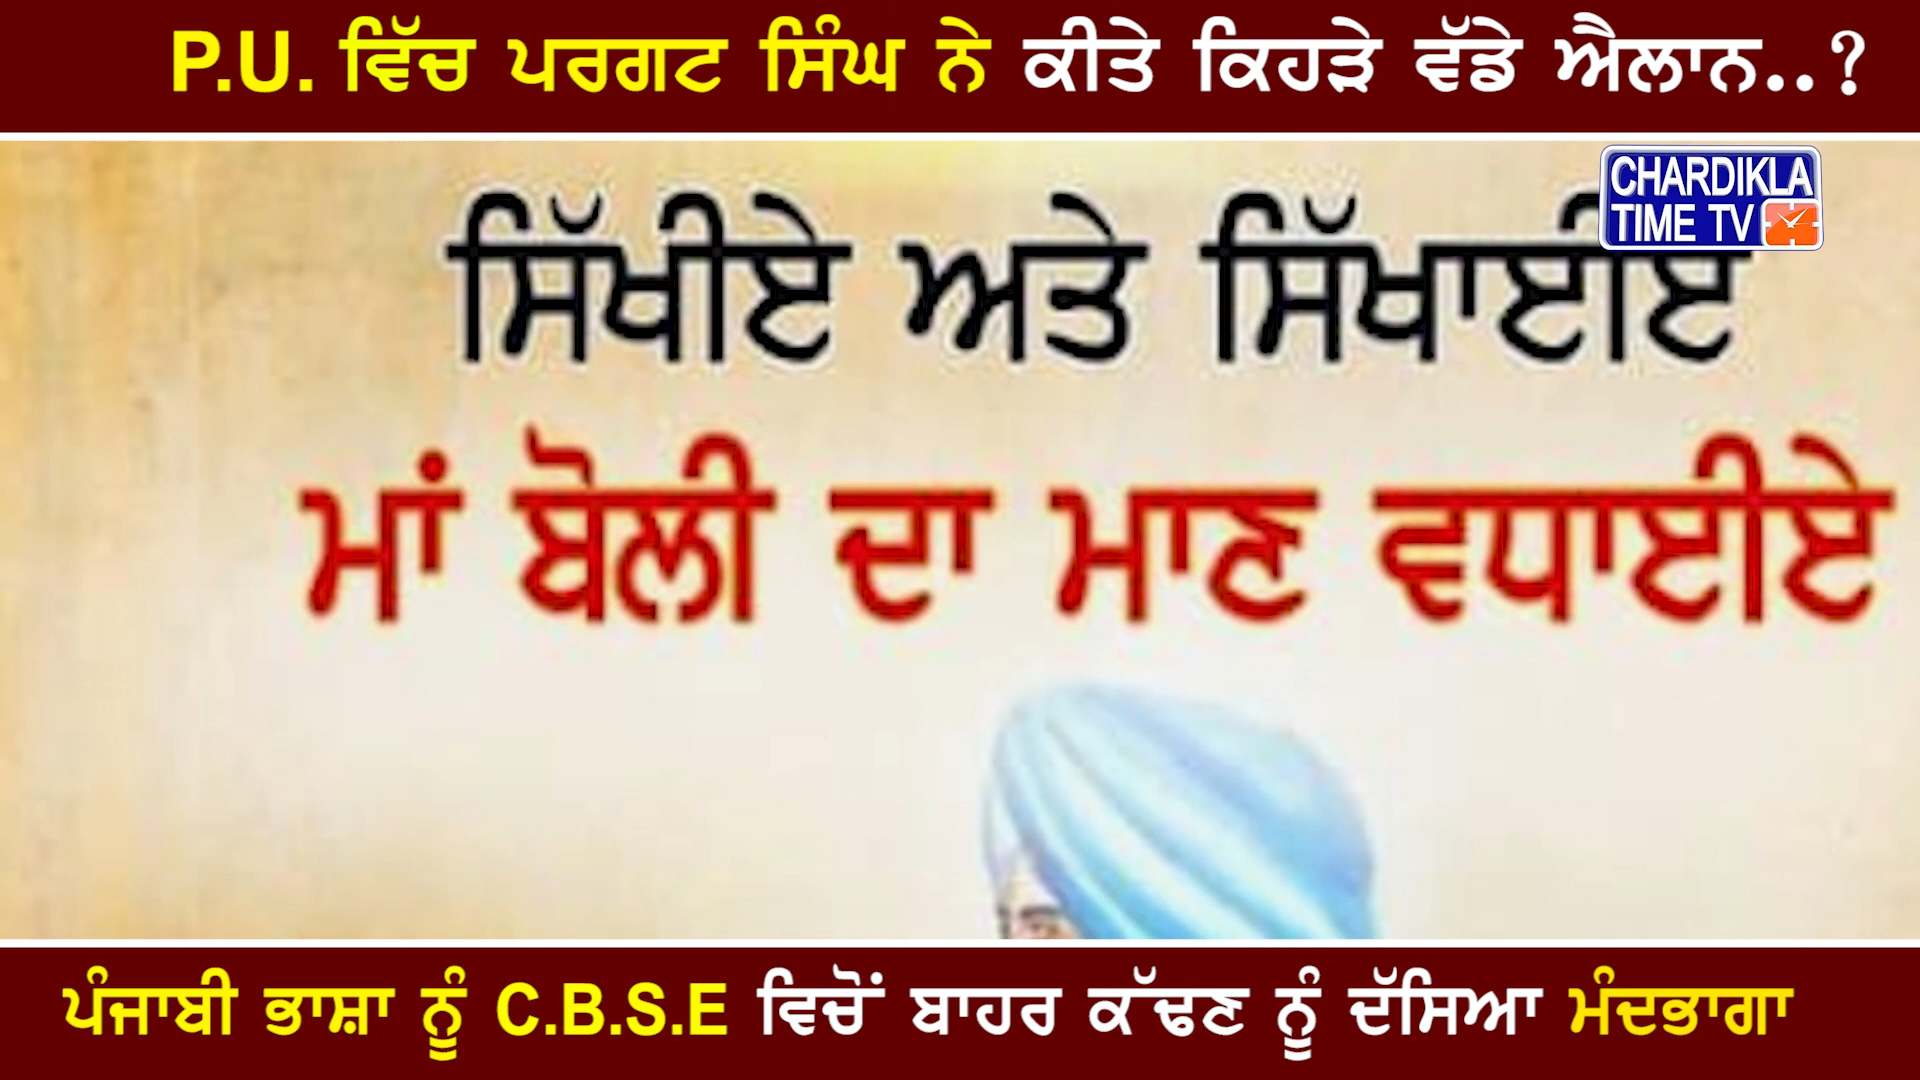 P.U. ਵਿੱਚ ਪਰਗਟ ਸਿੰਘ ਨੇ ਕੀਤੇ ਕਿਹੜੇ ਵੱਡੇ ਐਲਾਨ..?
CHARDIKLA
TIME TV
ਸਿੱਖੀਏ ਅਤੇ ਸਿੱਖਾਈਏ
ਮਾਂ ਬੋਲੀ ਦਾ ਮਾਣ ਵਧਾਈਏ
ਪੰਜਾਬੀ ਭਾਸ਼ਾ ਨੂੰ C.B.S.E ਵਿਚੋਂ ਬਾਹਰ ਕੱਢਣ ਨੂੰ ਦੱਸਿਆ ਮੰਦਭਾਗਾ